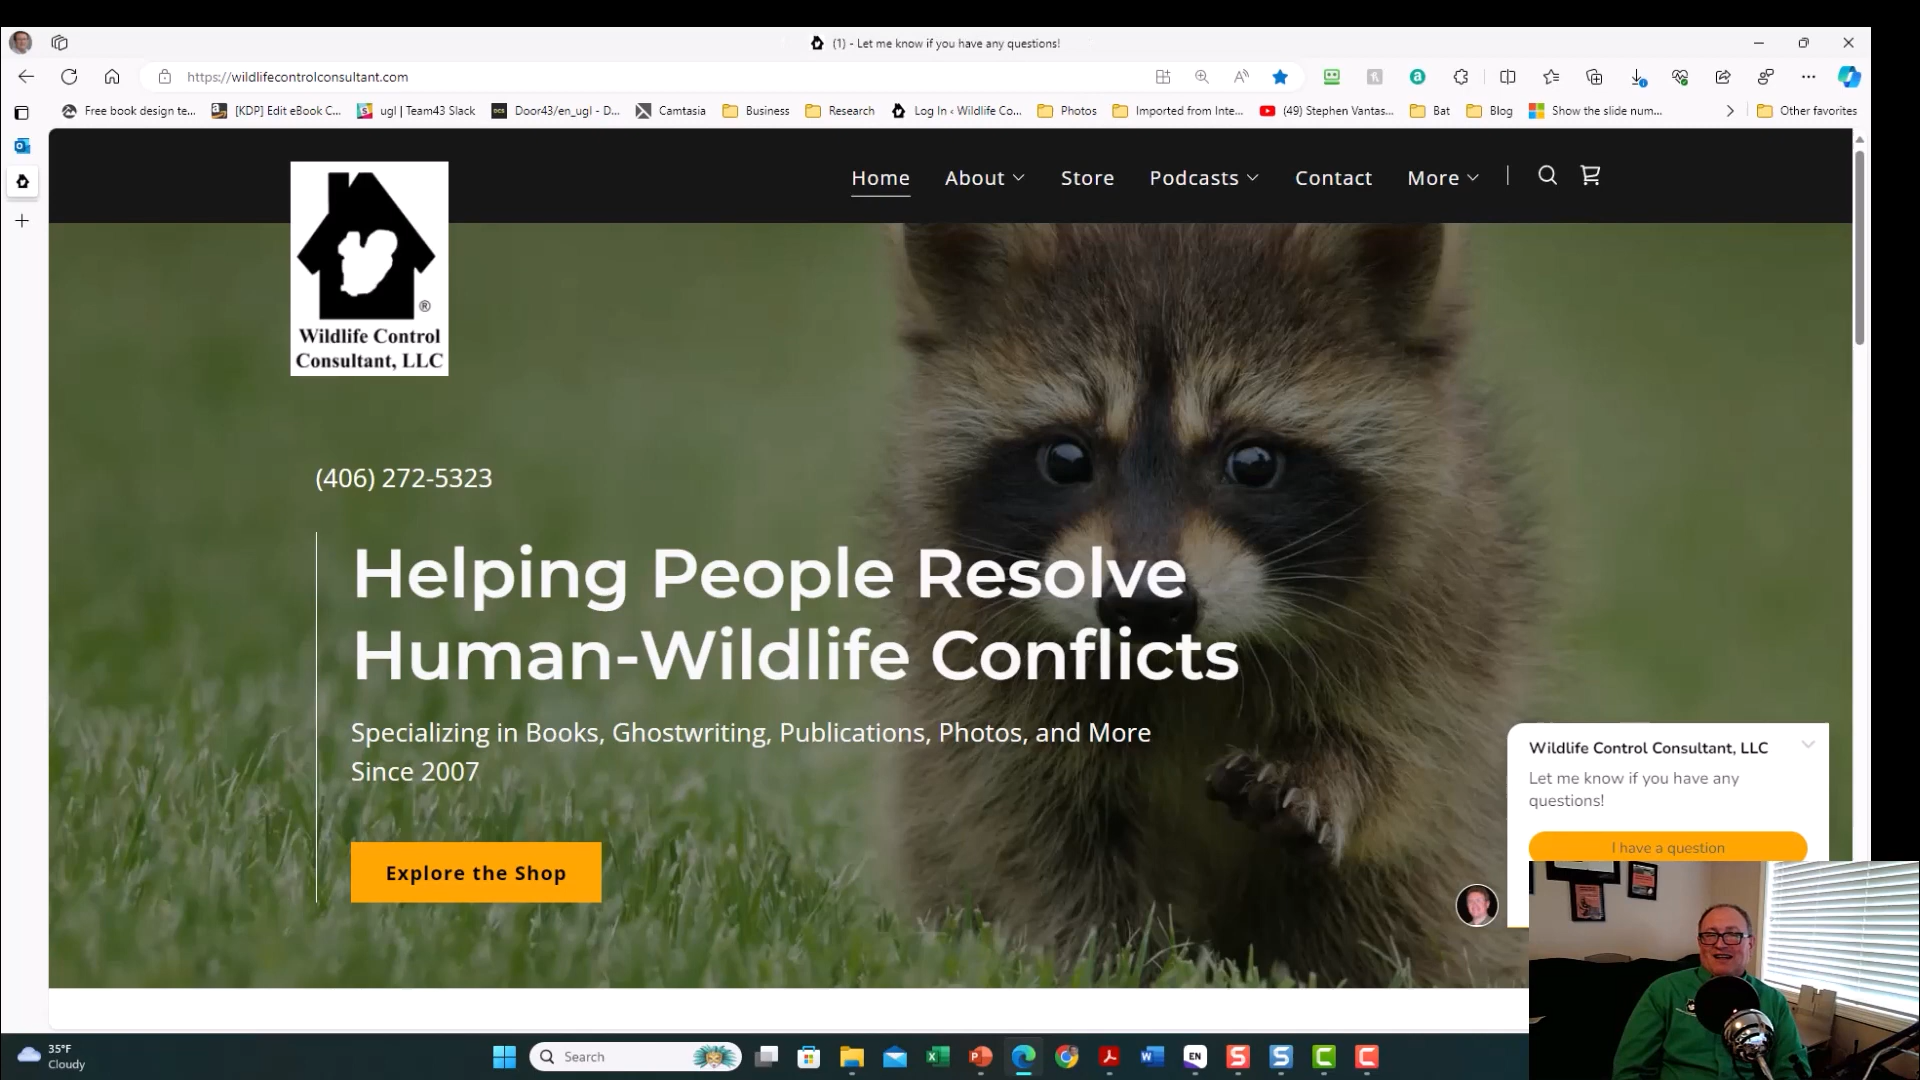 (1) - Let me know if you have any questions!
https://wildlifecontrolconsultant.com
Free book design te...
[KDP] Edit eBook C...
ugl | Team43 Slack
Door43/en_ugl - D...
Camtasia
Business
Research
Log In ‹ Wildlife Co...
Photos
Imported from Inte...
(49) Stephen Vantas...
Bat
Blog
Show the slide num...
Other favorites
Home
About
Store
Podcasts
Contact
More
®
Wildlife Control
Consultant, LLC
(406) 272-5323
Helping People Resolve
Human-Wildlife Conflicts
Specializing in Books, Ghostwriting, Publications, Photos, and More
Since 2007
Explore the Shop
Wildlife Control Consultant, LLC
Let me know if you have any
questions!
I have a question
35°F
Cloudy
Search
EN